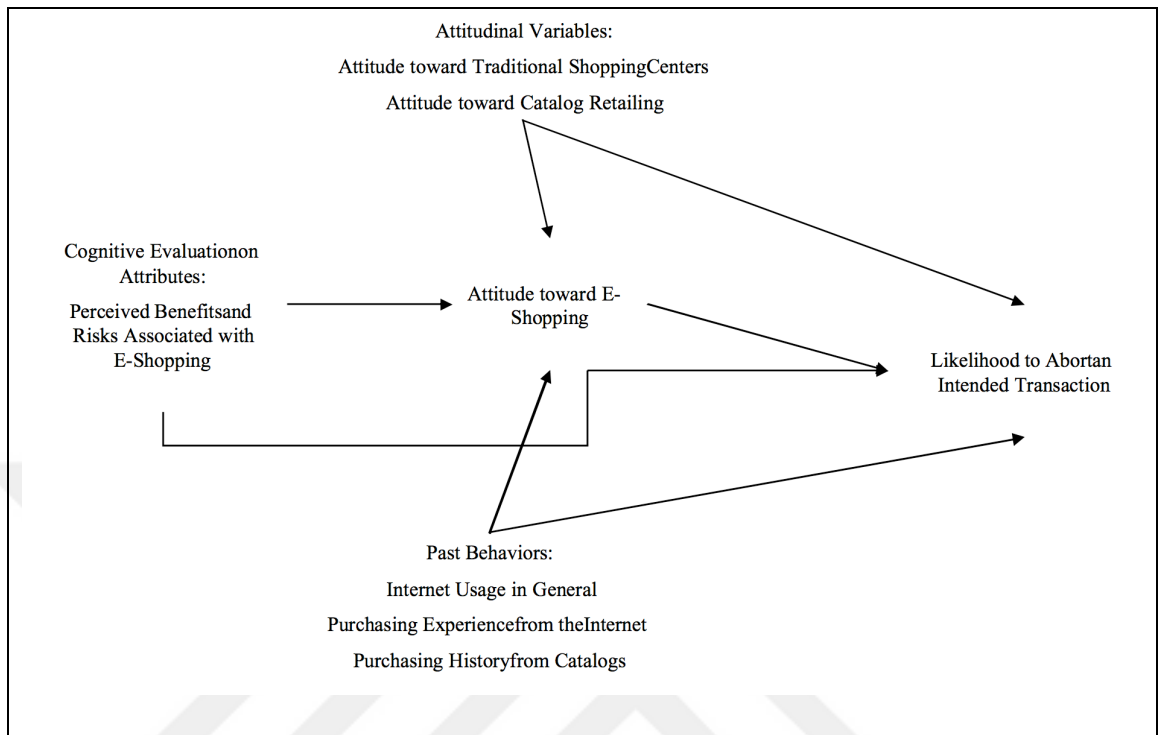 Attitudinal Variables:
Attitude toward Traditional ShoppingCenters
Attitude toward Catalog Retailing
Cognitive Evaluationon
Attributes:
Perceived Benefitsand
Risks Associated with
E-Shopping
Attitude toward E-
Shopping
Likelihood to Abortan
Intended Transaction
Past Behaviors:
Internet Usage in General
Purchasing Experiencefrom theInternet
Purchasing Historyfrom Catalogs